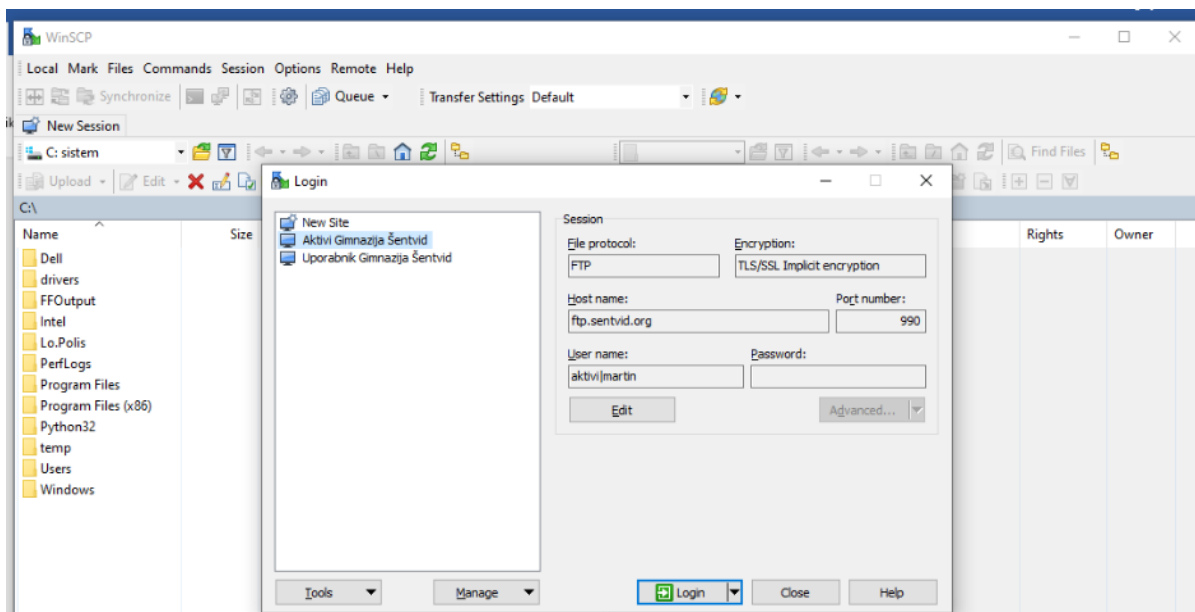 WinSCP
Local Mark Files Commands Session Options Remote Help
Synchronize Queue Transfer Settings Default
New Session
C: sistem Find Files
Upload Edit
Login
C:\
Name Size Rights Owner
Dell
drivers
FFOutput
Intel
Lo.Polis
PerfLogs
Program Files
Program Files (x86)
Python32
temp
Users
Windows
New Site
Aktivi Gimnazija Šentvid
Uporabnik Gimnazija Šentvid
Session
File protocol: Encryption:
FTP TLS/SSL Implicit encryption
Host name: Port number:
ftp.sentvid.org 990
User name: Password:
aktivi|martin
Edit Advanced...
Tools Manage Login Close Help